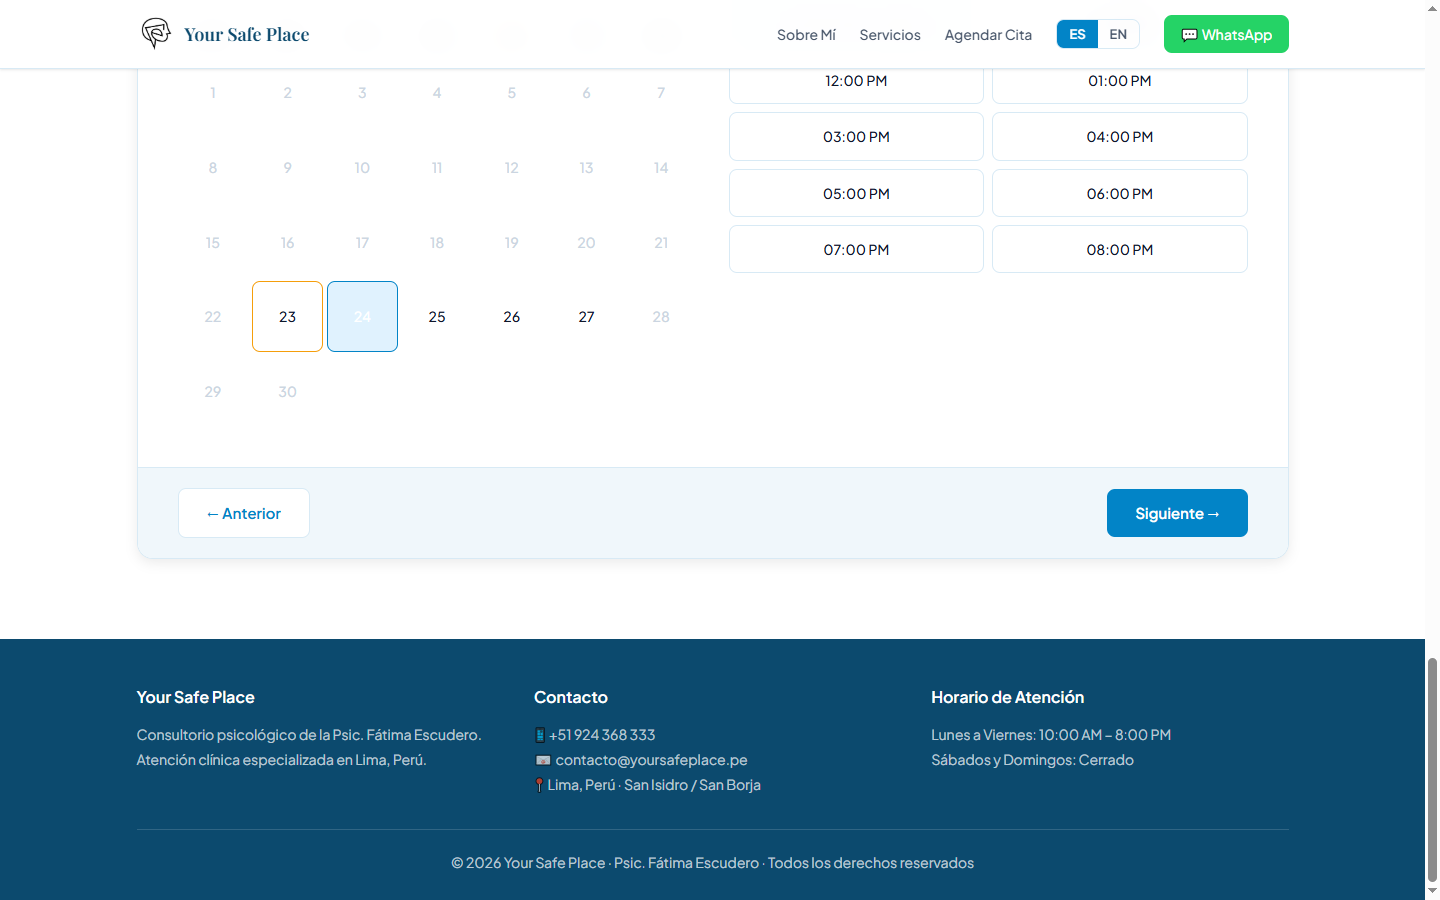 Your Safe Place
Sobre Mí
Servicios
Agendar Cita
ES
EN
WhatsApp
1 2 3 4 5 6 7
8 9 10 11 12 13 14
15 16 17 18 19 20 21
22 23 24 25 26 27 28
29 30
12:00 PM
01:00 PM
03:00 PM
04:00 PM
05:00 PM
06:00 PM
07:00 PM
08:00 PM
← Anterior
Siguiente →
Your Safe Place
Consultorio psicológico de la Psic. Fátima Escudero.
Atención clínica especializada en Lima, Perú.
Contacto
+51 924 368 333
contacto@yoursafeplace.pe
Lima, Perú · San Isidro / San Borja
Horario de Atención
Lunes a Viernes: 10:00 AM – 8:00 PM
Sábados y Domingos: Cerrado
© 2026 Your Safe Place · Psic. Fátima Escudero · Todos los derechos reservados